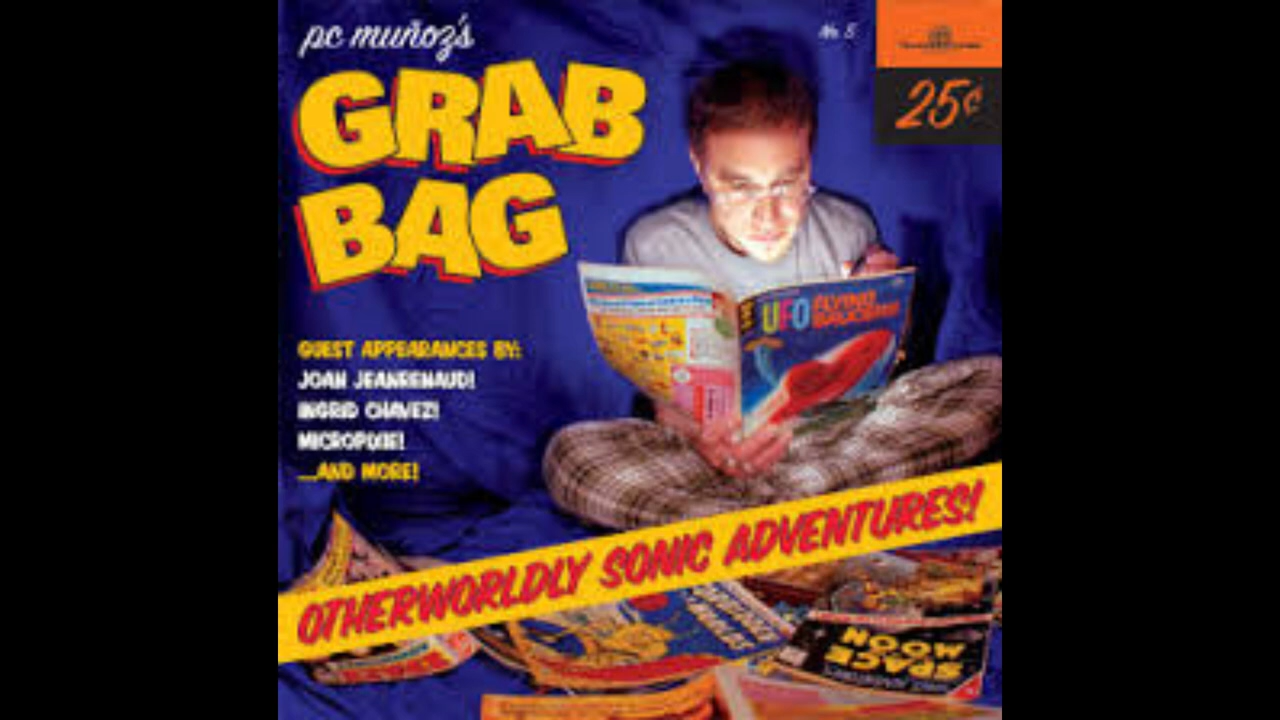 pc muñoz's
No. 5
GRAB
BAG
25¢
GUEST APPEARANCES BY:
JOAN JEANRENAUD!
INGRID CHAVEZ!
MICROPIXIE!
...AND MORE!
UFO FLYING
SAUCERS
OTHERWORLDLY SONIC ADVENTURES!
SPACE
MOON